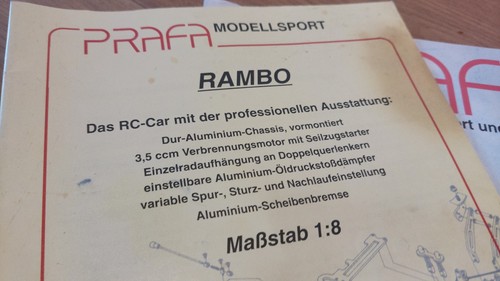 PRAFA MODELLSPORT
RAMBO
Das RC-Car mit der professionellen Ausstattung:
Dur-Aluminium-Chassis, vormontiert
3,5 ccm Verbrennungsmotor mit Seilzugstarter
Einzelradaufhängung an Doppelquerlenkern
einstellbare Aluminium-Öldruckstoßdämpfer
variable Spur-, Sturz- und Nachlaufeinstellung
Aluminium-Scheibenbremse
Maßstab 1:8